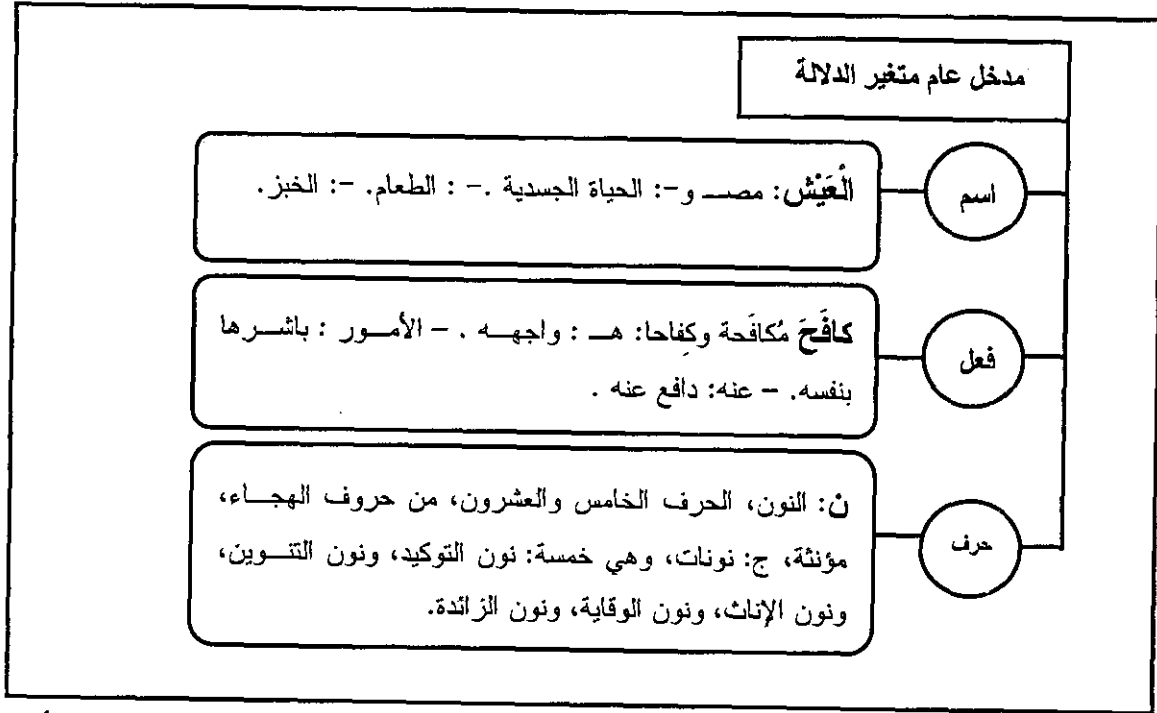 مدخل عام متغير الدلالة
اسم
الْعَيْش: مصـــ و-: الحياة الجسدية .- : الطعام. -: الخبز.
فعل
كافَحَ مُكافَحة وكِفاحا: هــ : واجهــه . – الأمــور : باشــرها
بنفسه. – عنه: دافع عنه .
حرف
نْ: النون، الحرف الخامس والعشرون، من حروف الهجــاء،
مؤنثة، ج: نونات، وهي خمسة: نون التوكيد، ونون التنــوين،
ونون الإناث، ونون الوقاية، ونون الزائدة.